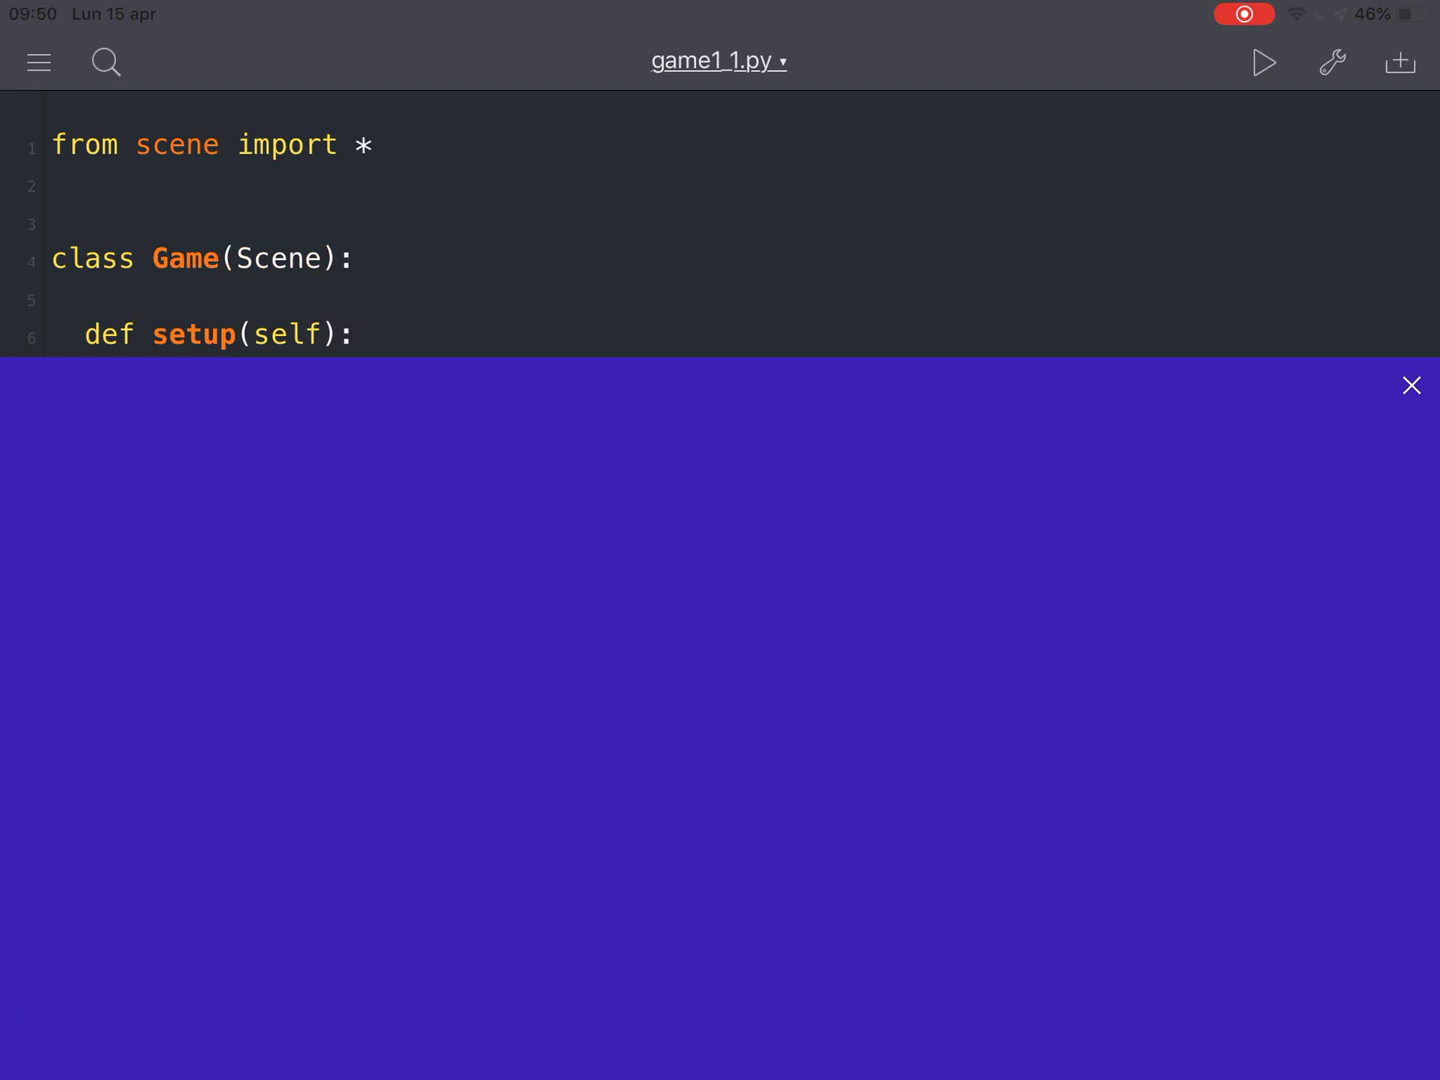 09:50 Lun 15 apr 46%
game1_1.py ▾
1 from scene import *
2
3
4 class Game(Scene):
5
6 def setup(self):